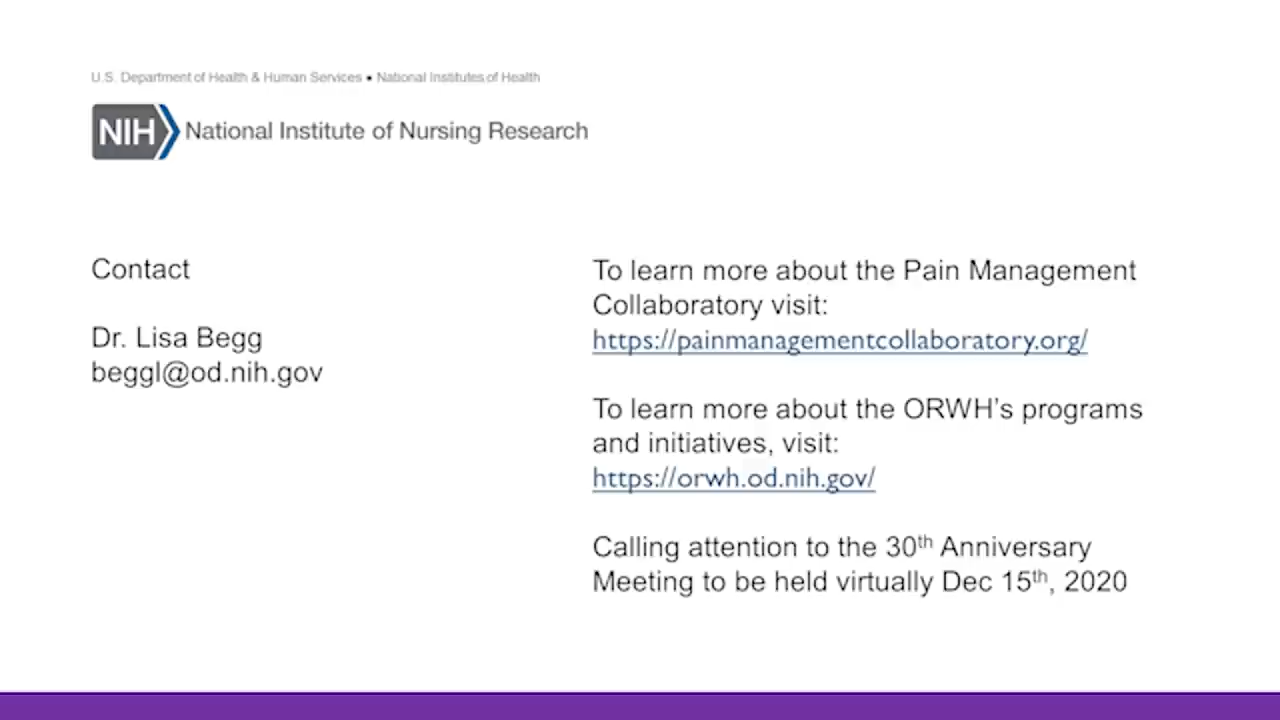 U.S. Department of Health & Human Services • National Institutes of Health
NIH National Institute of Nursing Research
Contact
Dr. Lisa Begg
beggl@od.nih.gov
To learn more about the Pain Management
Collaboratory visit:
https://painmanagementcollaboratory.org/
To learn more about the ORWH's programs
and initiatives, visit:
https://orwh.od.nih.gov/
Calling attention to the 30th Anniversary
Meeting to be held virtually Dec 15th, 2020